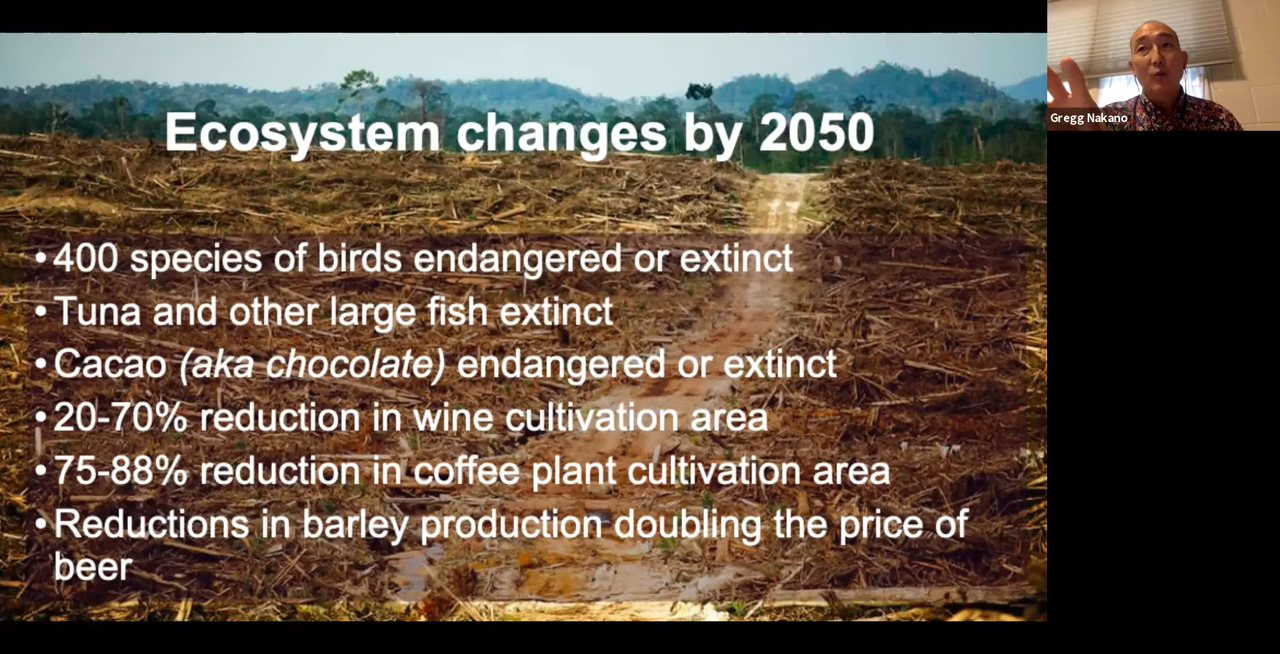 Ecosystem changes by 2050
• 400 species of birds endangered or extinct
• Tuna and other large fish extinct
• Cacao (aka chocolate) endangered or extinct
• 20-70% reduction in wine cultivation area
• 75-88% reduction in coffee plant cultivation area
• Reductions in barley production doubling the price of
beer
Gregg Nakano